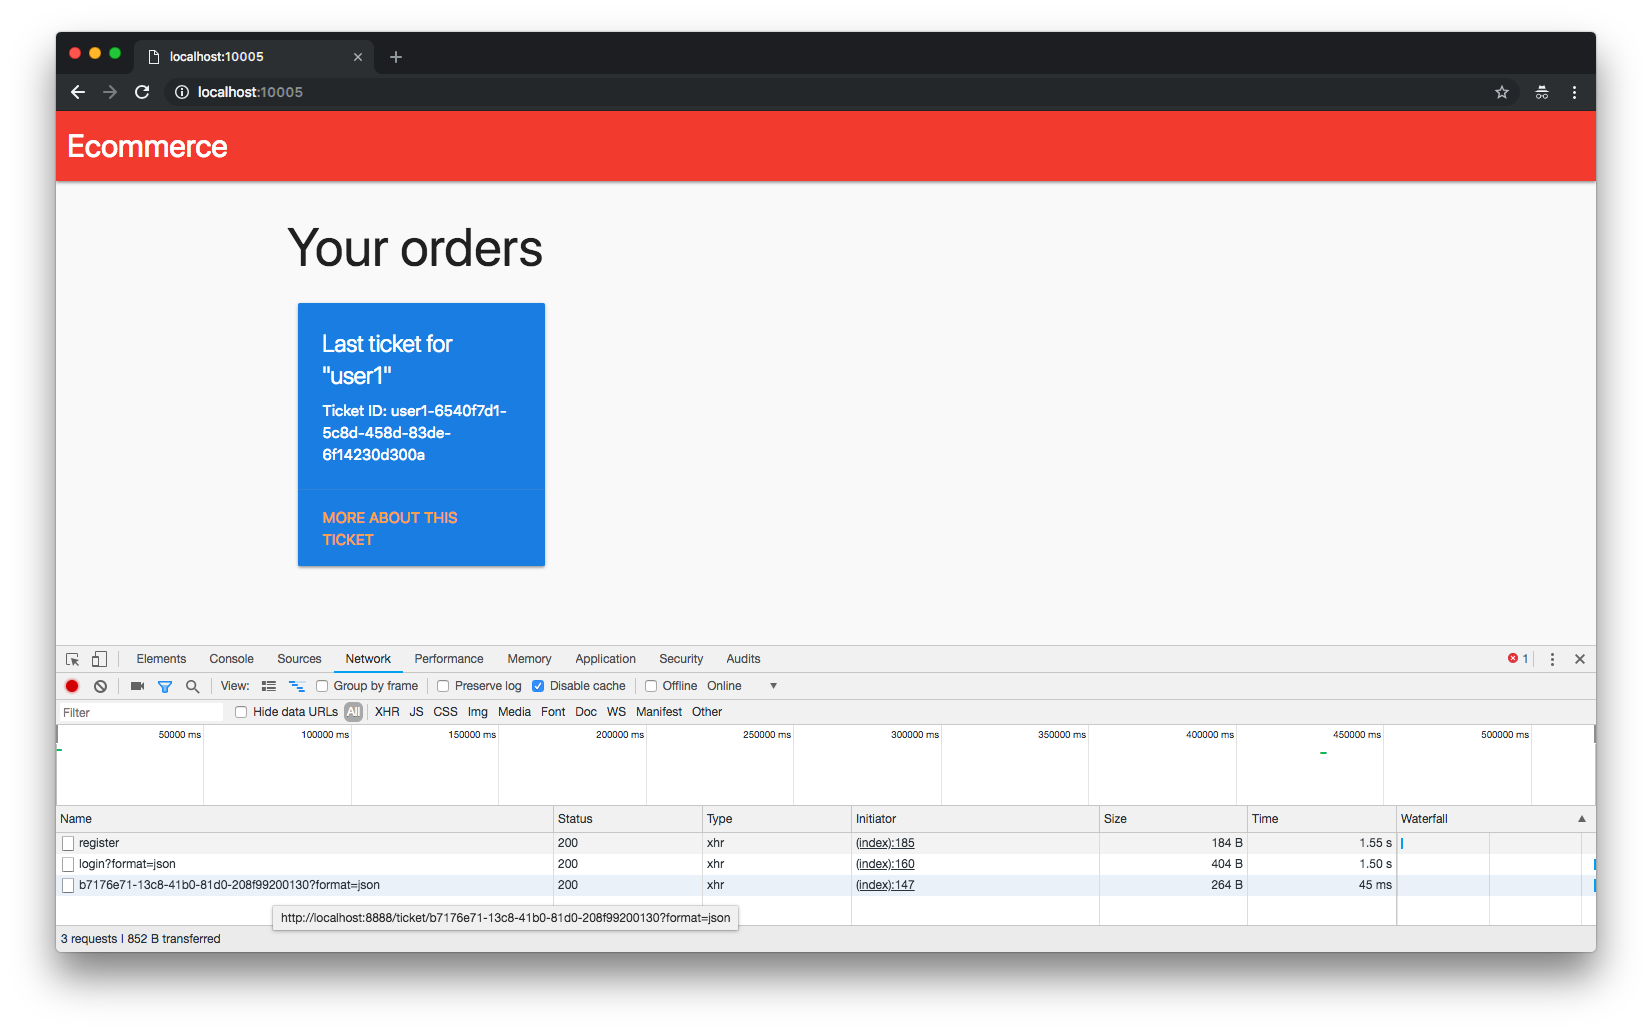 localhost:10005
localhost:10005
Ecommerce
Your orders
Last ticket for
"user1"
Ticket ID: user1-6540f7d1-
5c8d-458d-83de-
6f14230d300a
MORE ABOUT THIS
TICKET
Elements Console Sources Network Performance Memory Application Security Audits 1
View: Group by frame Preserve log Disable cache Offline Online
Filter Hide data URLs All XHR JS CSS Img Media Font Doc WS Manifest Other
50000 ms 100000 ms 150000 ms 200000 ms 250000 ms 300000 ms 350000 ms 400000 ms 450000 ms 500000 ms
Name Status Type Initiator Size Time Waterfall
register 200 xhr (index):185 184 B 1.55 s
login?format=json 200 xhr (index):160 404 B 1.50 s
b7176e71-13c8-41b0-81d0-208f99200130?format=json 200 xhr (index):147 264 B 45 ms
http://localhost:8888/ticket/b7176e71-13c8-41b0-81d0-208f99200130?format=json
3 requests | 852 B transferred